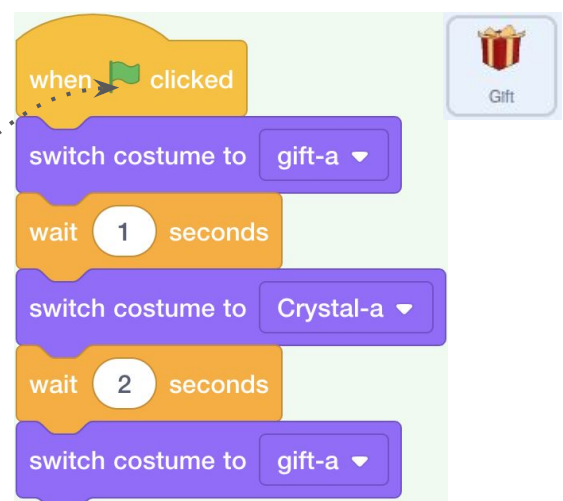 when clicked
Gift
switch costume to gift-a
wait 1 seconds
switch costume to Crystal-a
wait 2 seconds
switch costume to gift-a